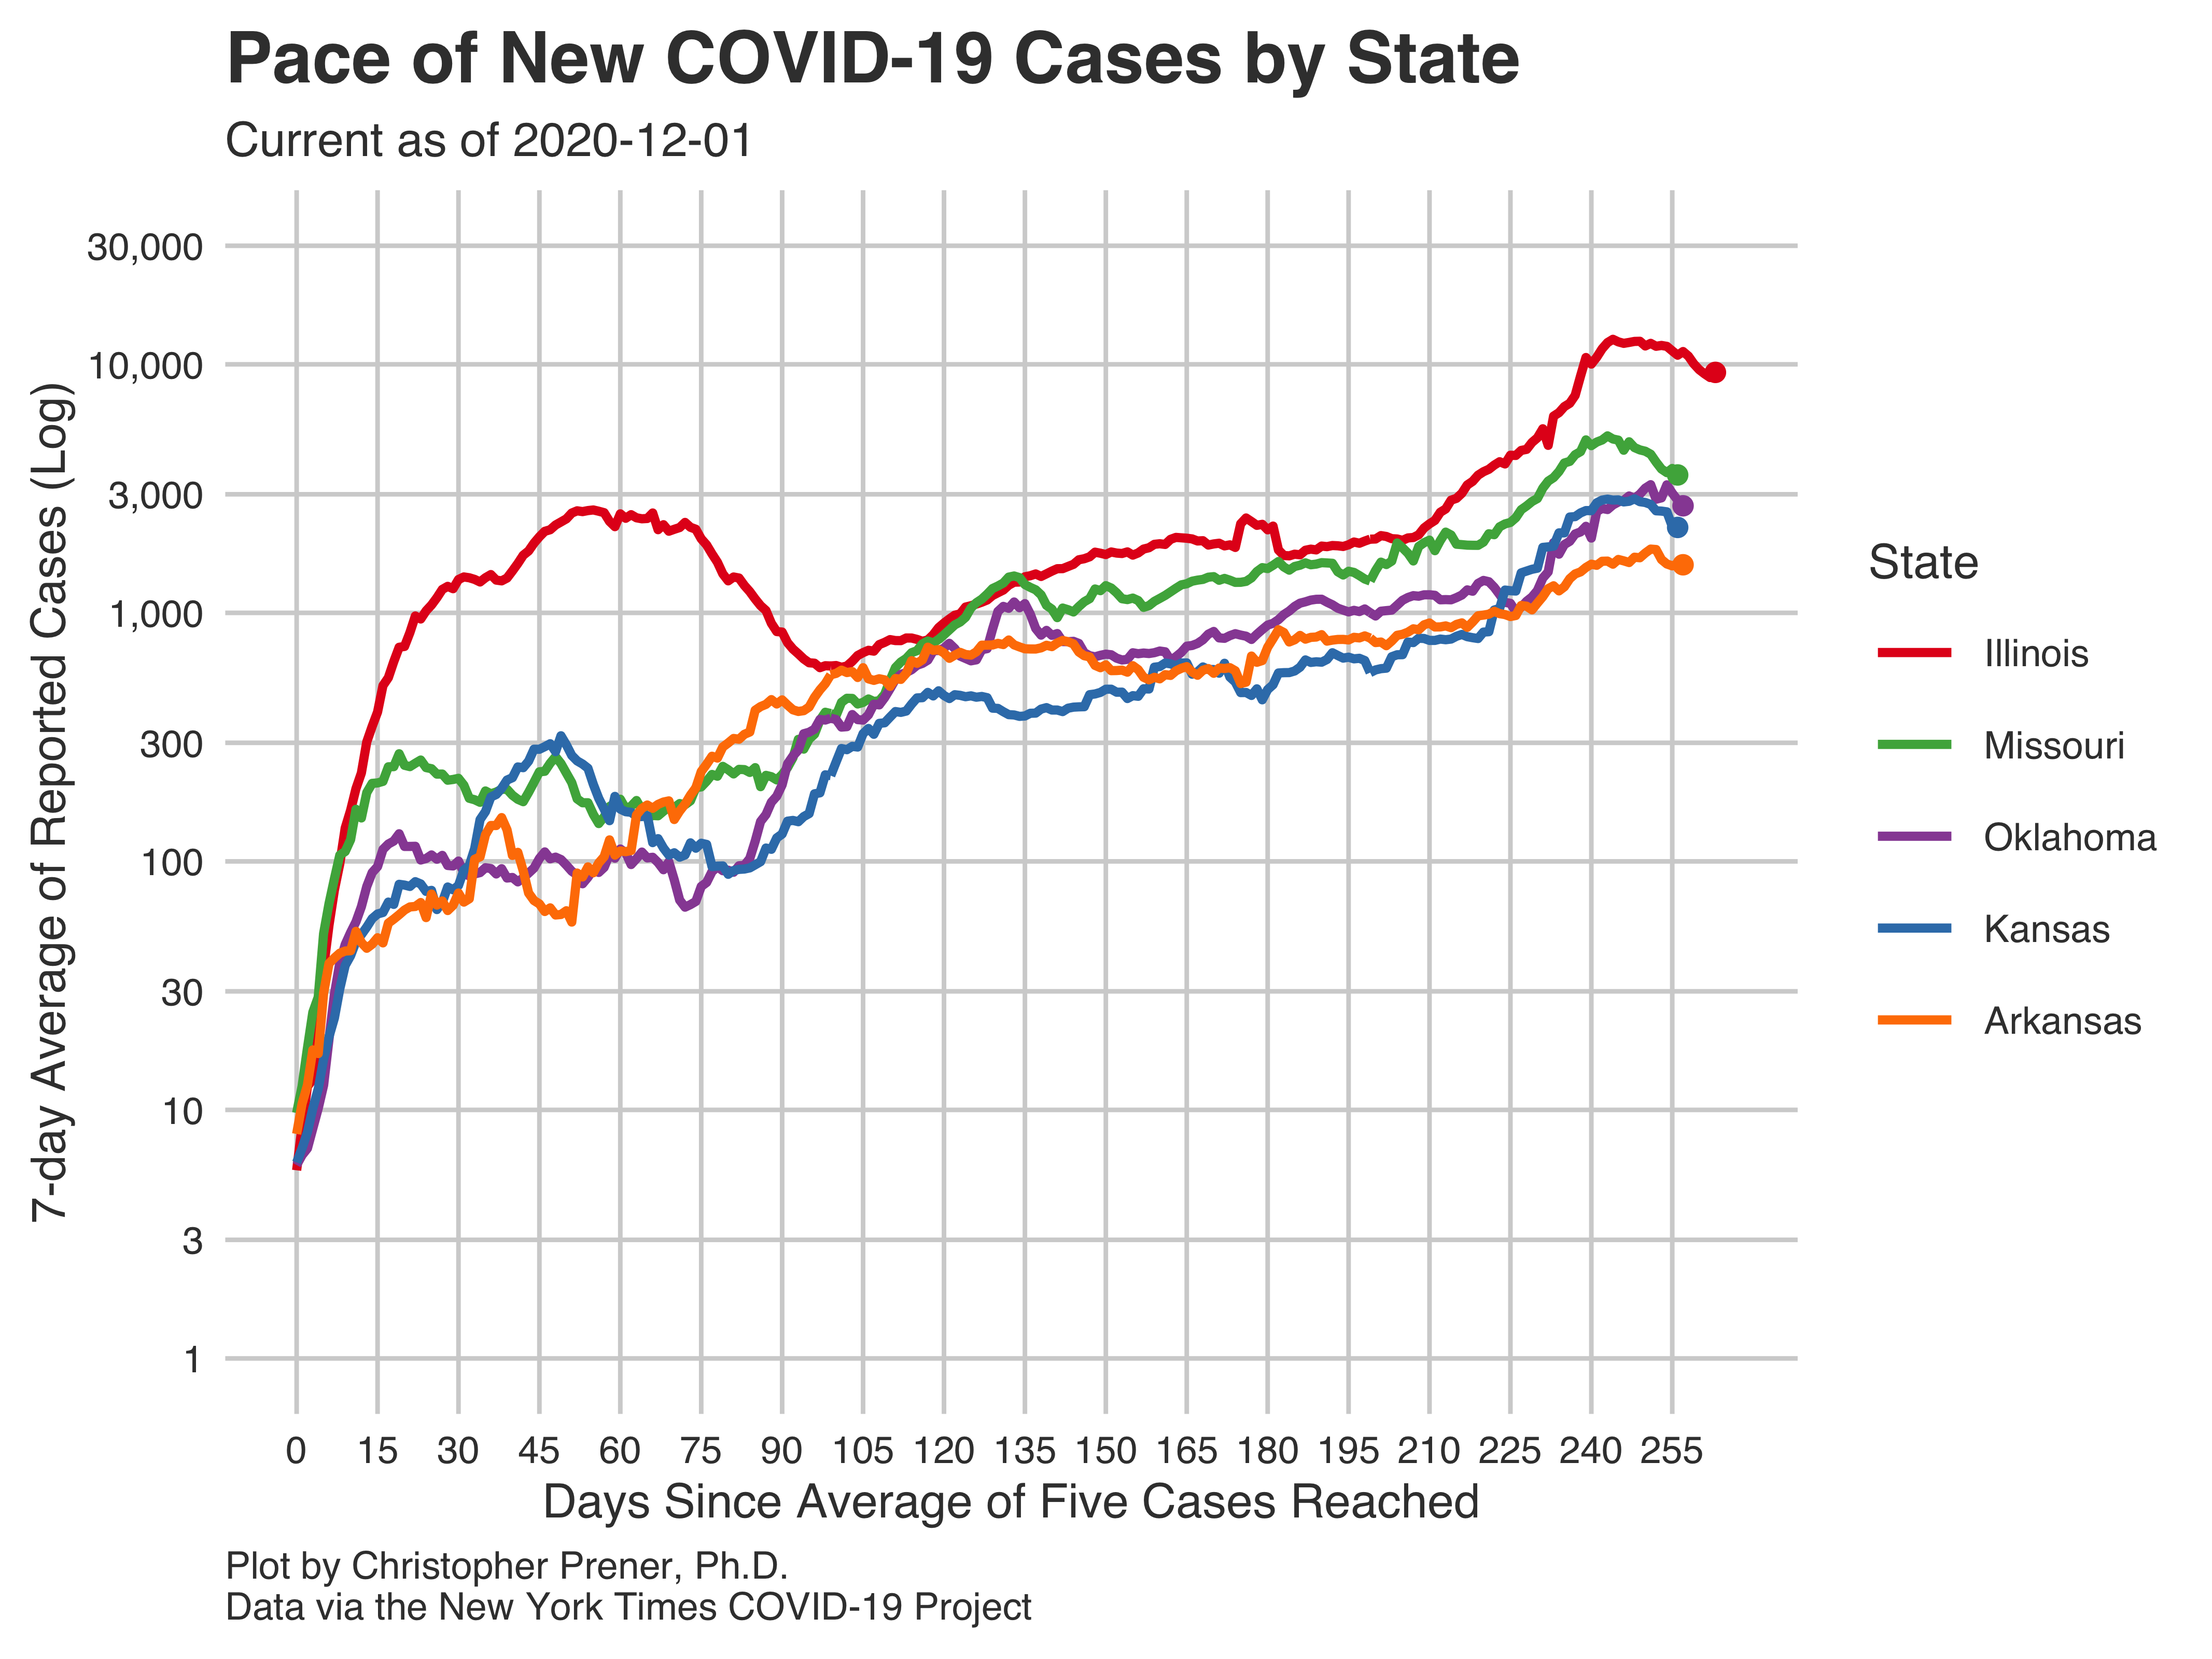 Pace of New COVID-19 Cases by State
Current as of 2020-12-01
7-day Average of Reported Cases (Log)
30,000
10,000
3,000
1,000
300
100
30
10
3
1
0 15 30 45 60 75 90 105 120 135 150 165 180 195 210 225 240 255
Days Since Average of Five Cases Reached
State
Illinois
Missouri
Oklahoma
Kansas
Arkansas
Plot by Christopher Prener, Ph.D.
Data via the New York Times COVID-19 Project